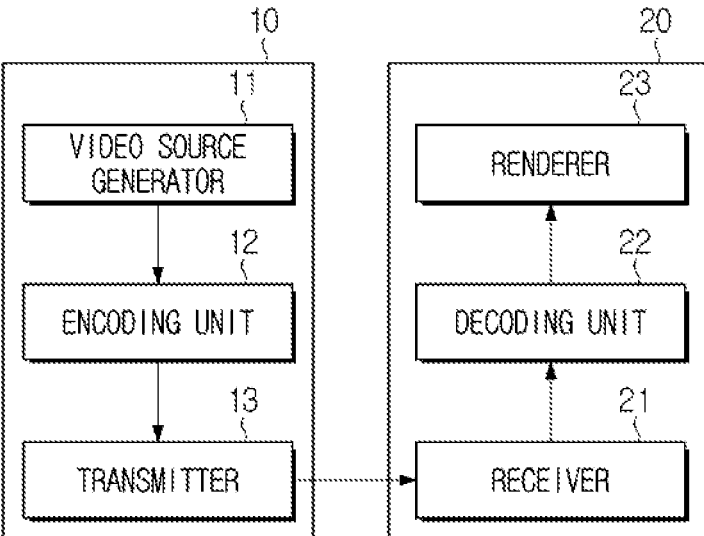 10
11
VIDEO SOURCE
GENERATOR
12
ENCODING UNIT
13
TRANSMITTER
20
23
RENDERER
22
DECODING UNIT
21
RECEIVER